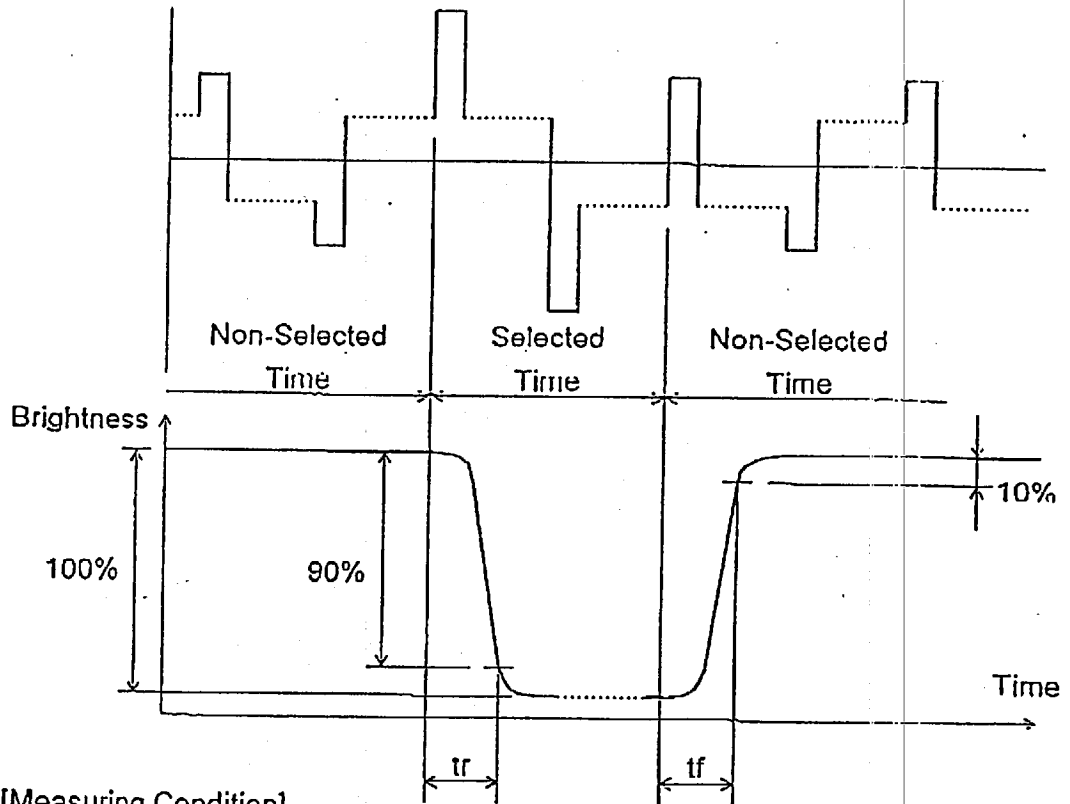 Non-Selected
Time
Selected
Time
Non-Selected
Time
Brightness
100%
90%
10%
Time
tr
tf
[Measuring Condition]